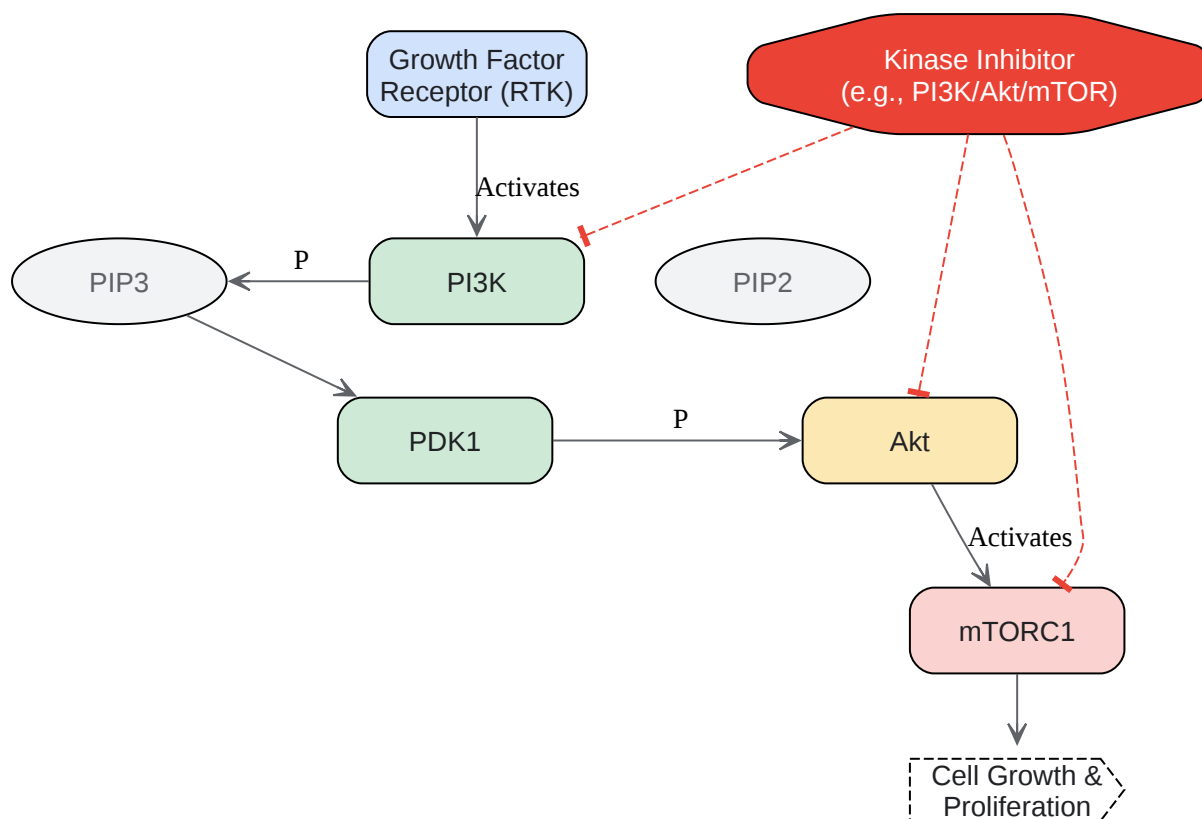 Growth Factor
Receptor (RTK)
Kinase Inhibitor
(e.g., PI3K/Akt/mTOR)
Activates
P
PIP3
PI3K
PIP2
PDK1
P
Akt
Activates
mTORC1
Cell Growth &
Proliferation